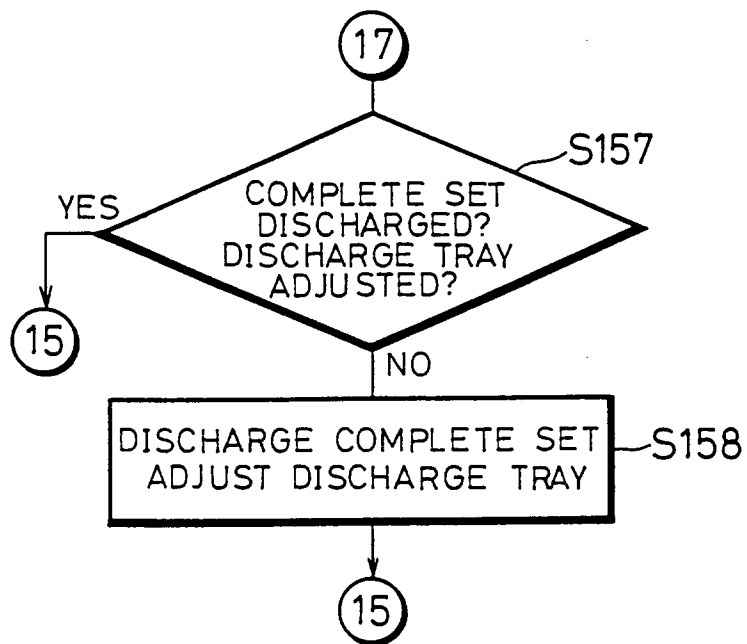 17
S157
COMPLETE SET
DISCHARGED?
DISCHARGE TRAY
ADJUSTED?
YES
15
NO
DISCHARGE COMPLETE SET
ADJUST DISCHARGE TRAY
S158
15